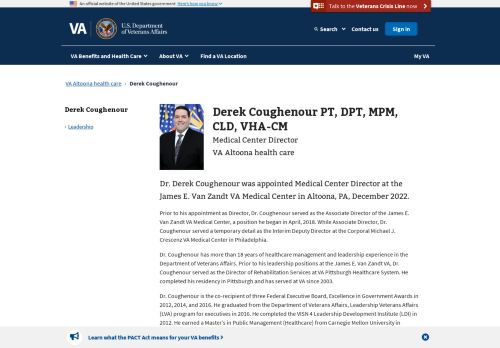 An official website of the United States government Here's how you know
Talk to the Veterans Crisis Line now
VA
U.S. Department
of Veterans Affairs
Search
Contact us
Sign in
VA Benefits and Health Care
About VA
Find a VA Location
My VA
VA Altoona health care › Derek Coughenour
Derek Coughenour
› Leadership
Derek Coughenour PT, DPT, MPM,
CLD, VHA-CM
Medical Center Director
VA Altoona health care
Dr. Derek Coughenour was appointed Medical Center Director at the
James E. Van Zandt VA Medical Center in Altoona, PA, December 2022.
Prior to his appointment as Director, Dr. Coughenour served as the Associate Director of the James E.
Van Zandt VA Medical Center, a position he began in April, 2018. While Associate Director, Dr.
Coughenour served a temporary detail as the Interim Deputy Director at the Corporal Michael J.
Crescenz VA Medical Center in Philadelphia.
Dr. Coughenour has more than 18 years of healthcare management and leadership experience in the
Department of Veterans Affairs. Prior to his leadership positions at the James E. Van Zandt VA, Dr.
Coughenour served as the Director of Rehabilitation Services at VA Pittsburgh Healthcare System. He
completed his residency in Pittsburgh and has served at VA since 2003.
Dr. Coughenour is the co-recipient of three Federal Executive Board, Excellence in Government Awards in
2012, 2014, and 2016. He graduated from the Department of Veterans Affairs, Leadership Veterans Affairs
(LVA) program for executives in 2016. He completed the VISN 4 Leadership Development Institute (LDI) in
2012. He earned a Master's in Public Management (Healthcare) from Carnegie Melon University in
Learn what the PACT Act means for your VA benefits